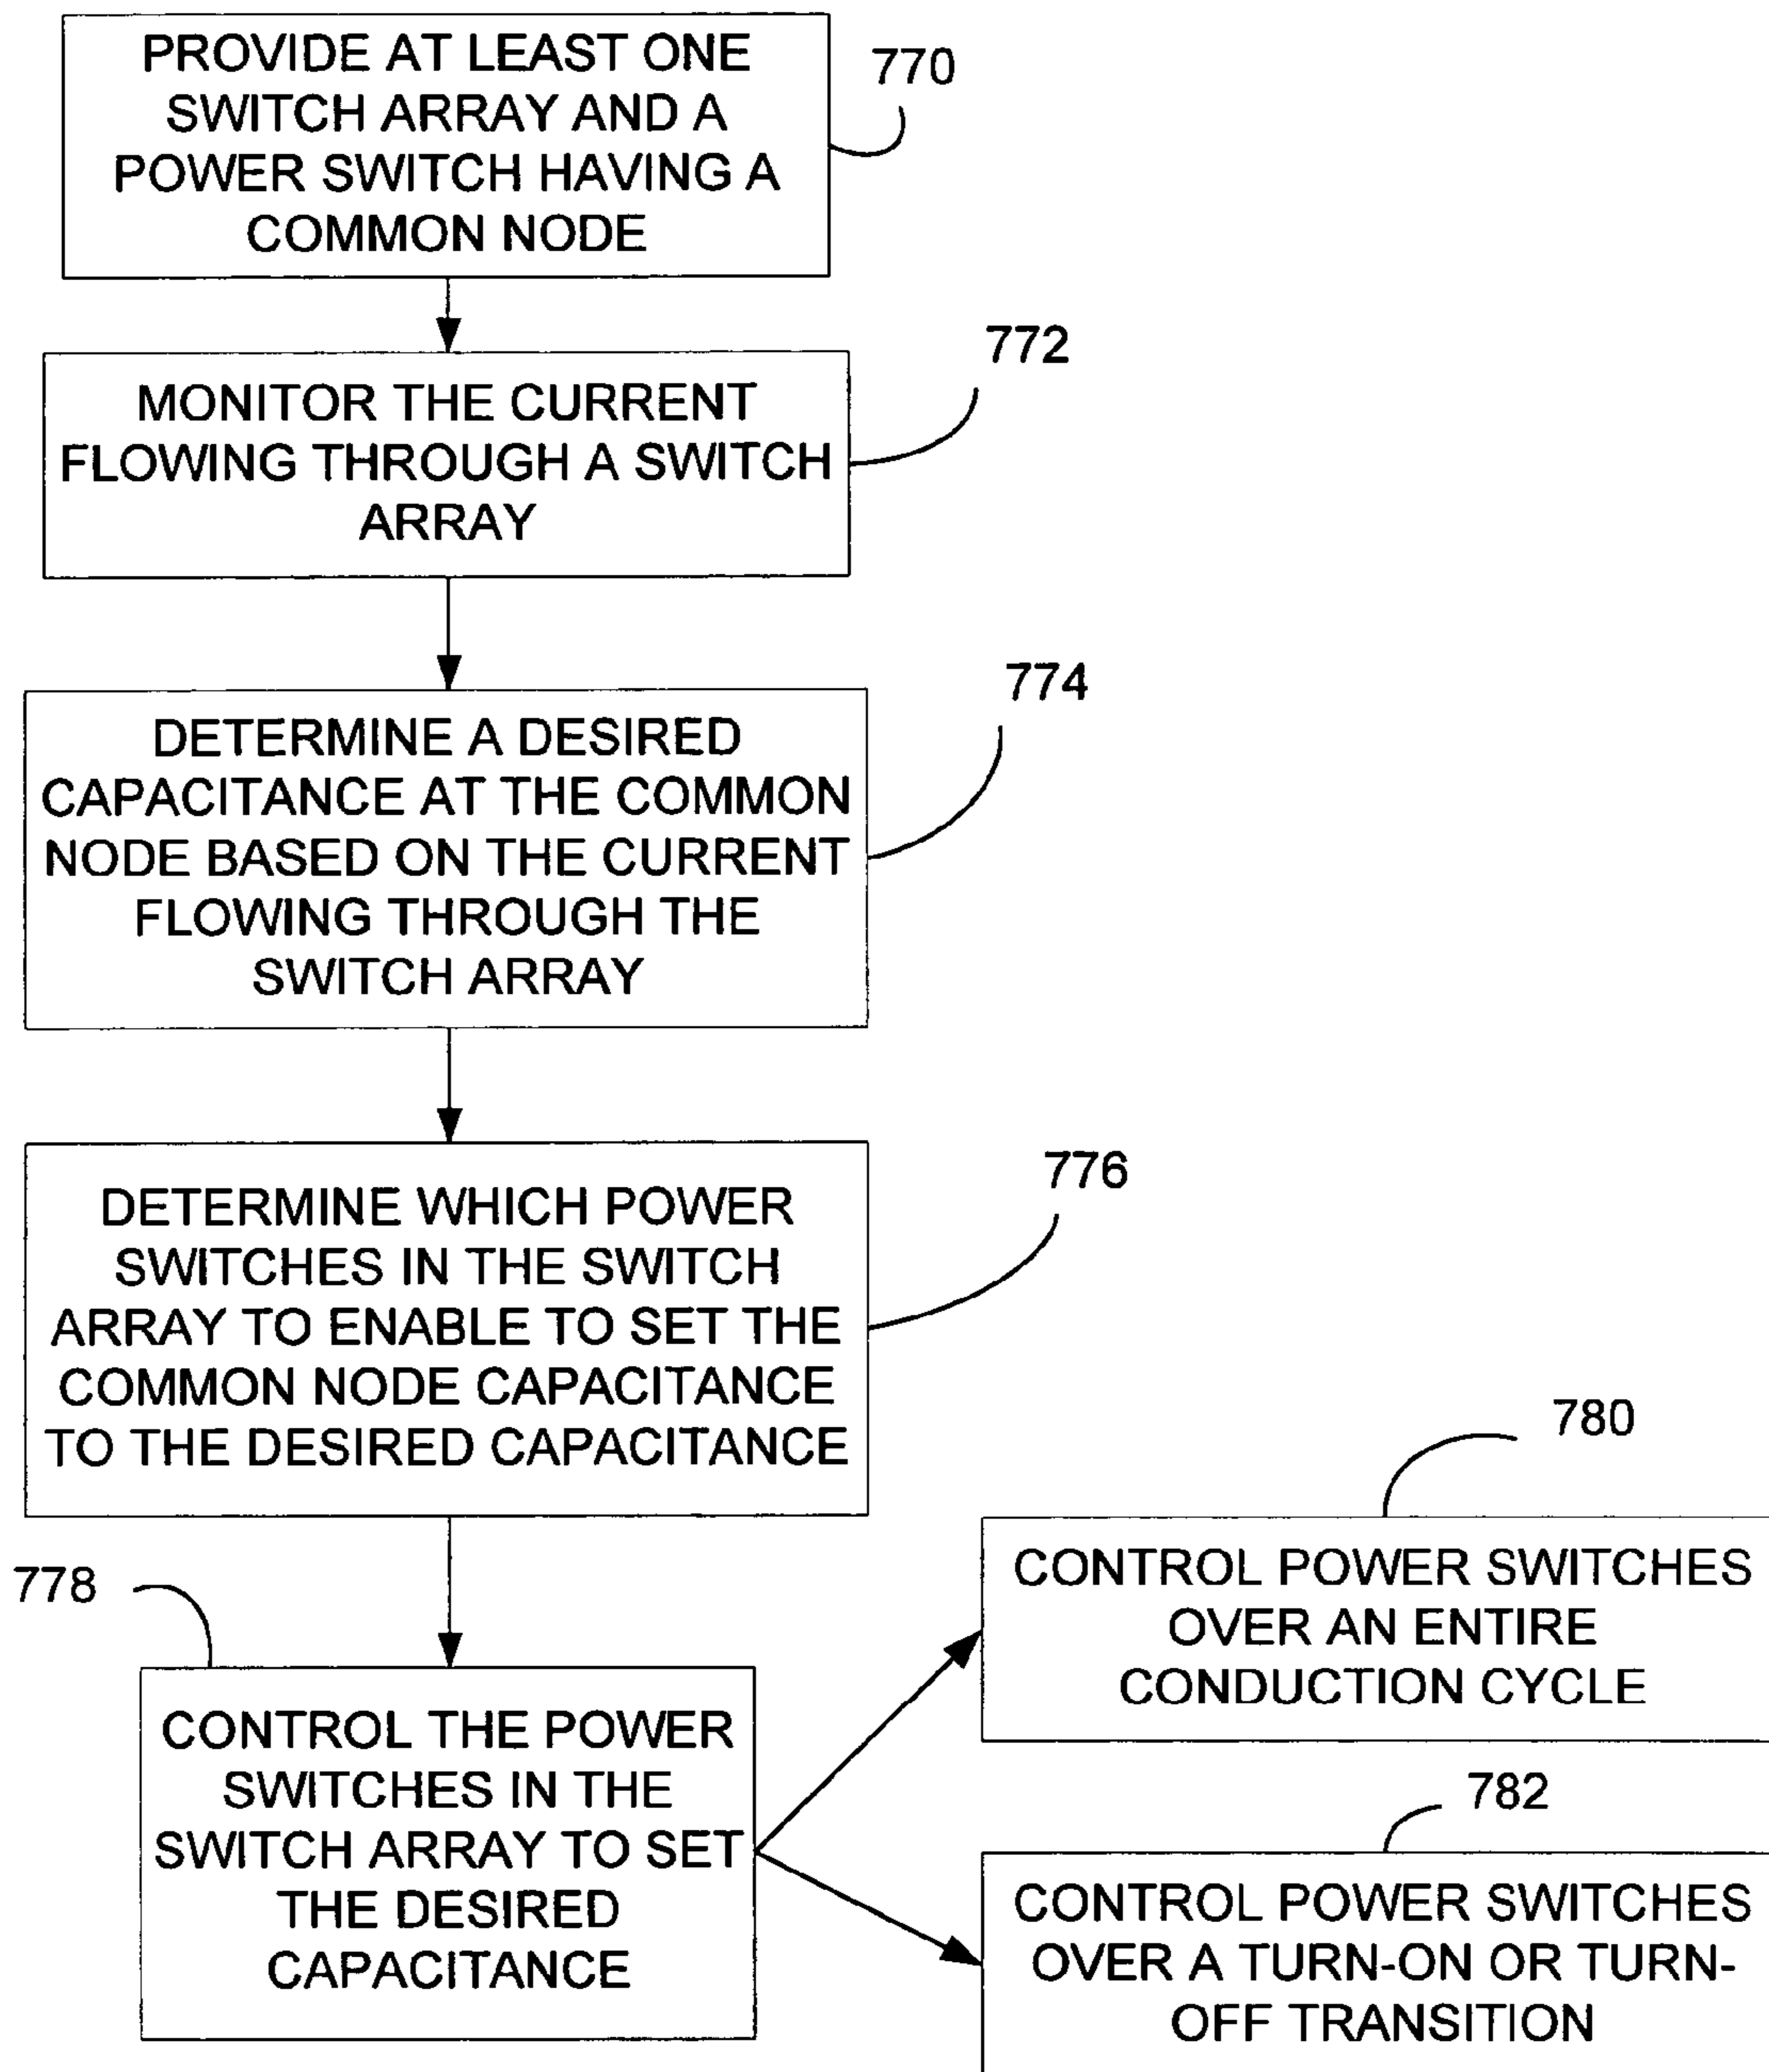 PROVIDE AT LEAST ONE
SWITCH ARRAY AND A
POWER SWITCH HAVING A
COMMON NODE
770
MONITOR THE CURRENT
FLOWING THROUGH A SWITCH
ARRAY
772
DETERMINE A DESIRED
CAPACITANCE AT THE COMMON
NODE BASED ON THE CURRENT
FLOWING THROUGH THE
SWITCH ARRAY
774
DETERMINE WHICH POWER
SWITCHES IN THE SWITCH
ARRAY TO ENABLE TO SET THE
COMMON NODE CAPACITANCE
TO THE DESIRED CAPACITANCE
776
778
CONTROL THE POWER
SWITCHES IN THE
SWITCH ARRAY TO SET
THE DESIRED
CAPACITANCE
780
CONTROL POWER SWITCHES
OVER AN ENTIRE
CONDUCTION CYCLE
782
CONTROL POWER SWITCHES
OVER A TURN-ON OR TURN-
OFF TRANSITION